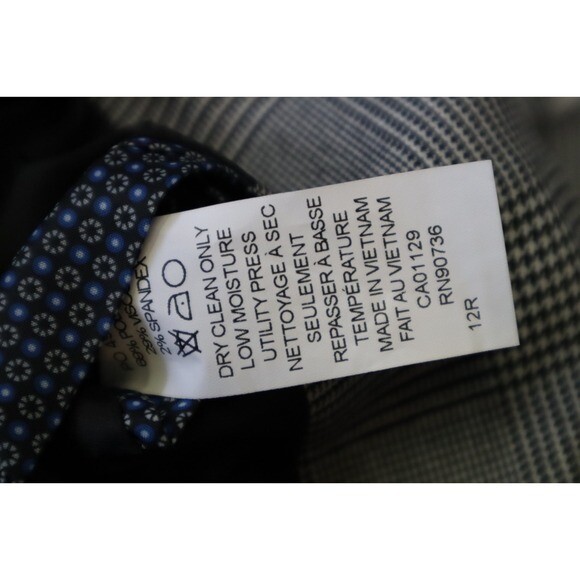 2% SPANDEX
DRY CLEAN ONLY
LOW MOISTURE
UTILITY PRESS
NETTOYAGE À SEC
SEULEMENT
REPASSER À BASSE
TEMPÉRATURE
MADE IN VIETNAM
FAIT AU VIETNAM
CA01129
RN90736
12R